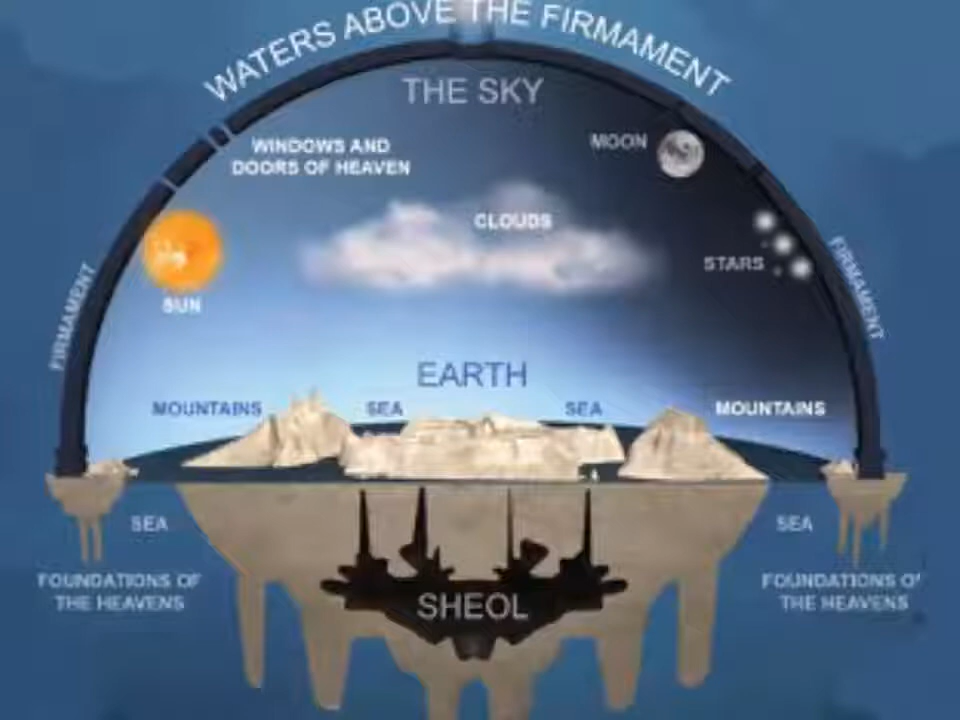 WATERS ABOVE THE FIRMAMENT
THE SKY
WINDOWS AND
DOORS OF HEAVEN
MOON
CLOUDS
STARS
SUN
FIRMAMENT
FIRMAMENT
EARTH
MOUNTAINS
SEA
SEA
MOUNTAINS
SEA
SEA
FOUNDATIONS OF
THE HEAVENS
FOUNDATIONS O'
THE HEAVENS
SHEOL